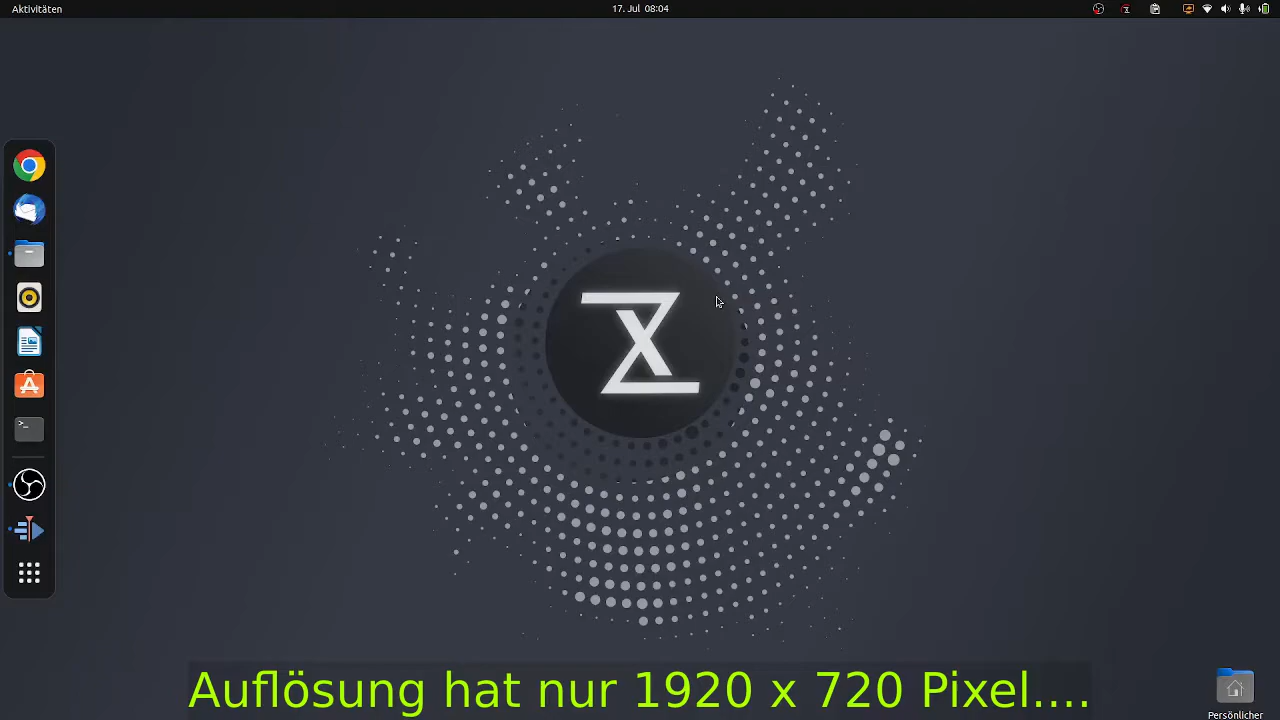 Aktivitäten
17. Jul 08:04
Auflösung hat nur 1920 x 720 Pixel....
Persönlicher